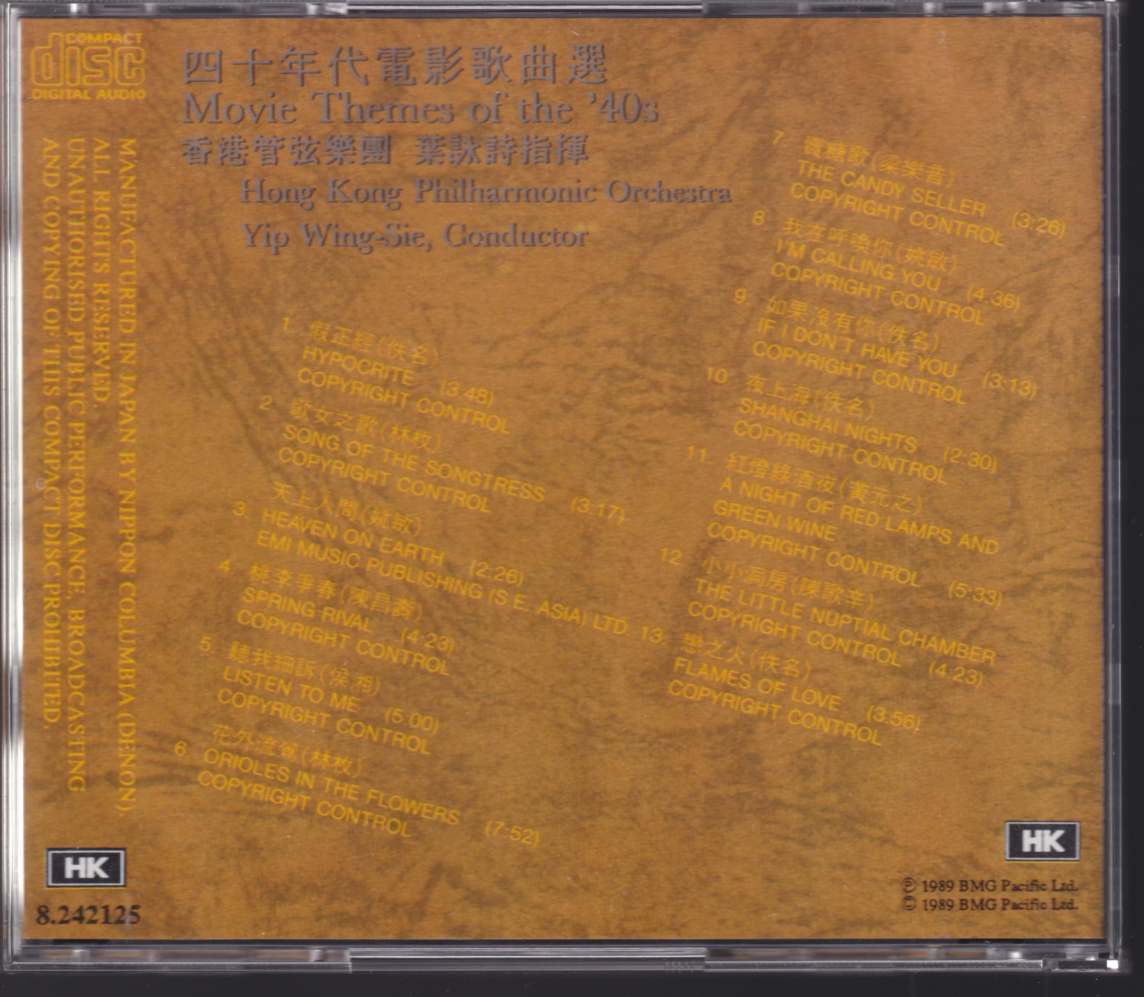 COMPACT
disc
DIGITAL AUDIO
四十年代電影歌曲選
Movie Themes of the '40s
香港管弦樂團 葉詠詩指揮
Hong Kong Philharmonic Orchestra
Yip Wing-Sie, Conductor
MANUFACTURED IN JAPAN BY NIPPON COLUMBIA (DENON).
ALL RIGHTS RESERVED.
UNAUTHORISED PUBLIC PERFORMANCE, BROADCASTING
AND COPYING OF THIS COMPACT DISC PROHIBITED.
1. 假正經(佚名)
HYPOCRITE (3:48)
COPYRIGHT CONTROL
2. 歌女之歌(林枚)
SONG OF THE SONGTRESS (3:17)
COPYRIGHT CONTROL
天上人間(姚敏)
3. HEAVEN ON EARTH (2:26)
EMI MUSIC PUBLISHING (S.E. ASIA) LTD
4. 桃李爭春(陳昌壽)
SPRING RIVAL (4:23)
COPYRIGHT CONTROL
5. 聽我細訴(侯湘)
LISTEN TO ME (5:00)
COPYRIGHT CONTROL
花外流鶯(林枚)
6 ORIOLES IN THE FLOWERS (7:52)
COPYRIGHT CONTROL
7 賣糖歌(梁樂音)
THE CANDY SELLER (3:26)
COPYRIGHT CONTROL
8. 我在呼喚你(姚敏)
I'M CALLING YOU (4:36)
COPYRIGHT CONTROL
9 如果沒有你(佚名)
IF I DON'T HAVE YOU (3:13)
COPYRIGHT CONTROL
10 夜上海(佚名)
SHANGHAI NIGHTS (2:30)
COPYRIGHT CONTROL
11. 紅燈綠酒夜(黃元之)
A NIGHT OF RED LAMPS AND
GREEN WINE
COPYRIGHT CONTROL (5:33)
12. 小小洞房(陳歌辛)
THE LITTLE NUPTIAL CHAMBER
COPYRIGHT CONTROL (4:23)
13. 戀之火(佚名)
FLAMES OF LOVE (3:56)
COPYRIGHT CONTROL
HK
8.242125
HK
℗ 1989 BMG Pacific Ltd.
© 1989 BMG Pacific Ltd.